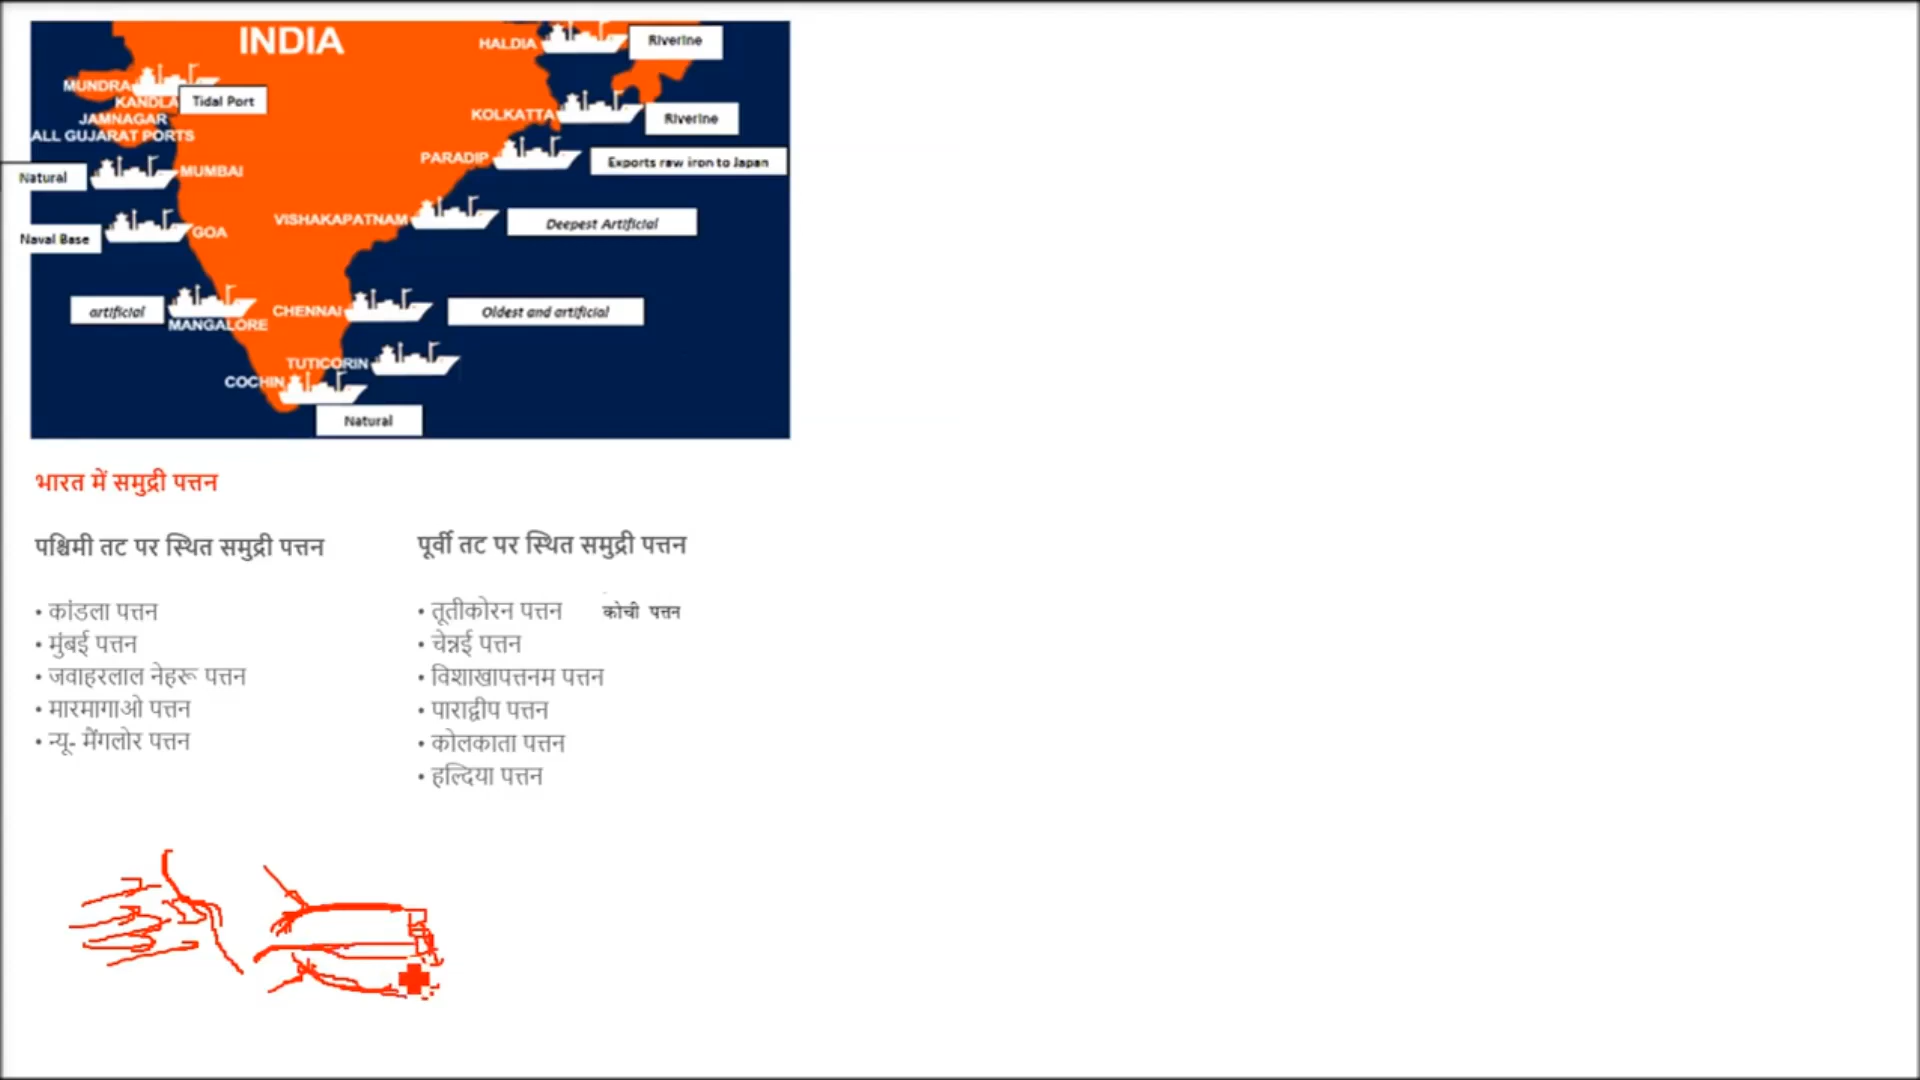 INDIA
HALDIA
Riverine
MUNDRA
KANDLA
Tidal Port
JAMNAGAR
ALL GUJARAT PORTS
KOLKATTA
Riverine
PARADIP
Exports raw iron to Japan
Natural
MUMBAI
VISHAKAPATNAM
Deepest Artificial
Naval Base
GOA
artificial
MANGALORE
CHENNAI
Oldest and artificial
TUTICORIN
COCHIN
Natural
भारत में समुद्री पत्तन
पश्चिमी तट पर स्थित समुद्री पत्तन
• कांडला पत्तन
• मुंबई पत्तन
• जवाहरलाल नेहरू पत्तन
• मारमागाओ पत्तन
• न्यू- मैंगलोर पत्तन
पूर्वी तट पर स्थित समुद्री पत्तन
• तूतीकोरन पत्तन कोची पत्तन
• चेन्नई पत्तन
• विशाखापत्तनम पत्तन
• पाराद्वीप पत्तन
• कोलकाता पत्तन
• हल्दिया पत्तन